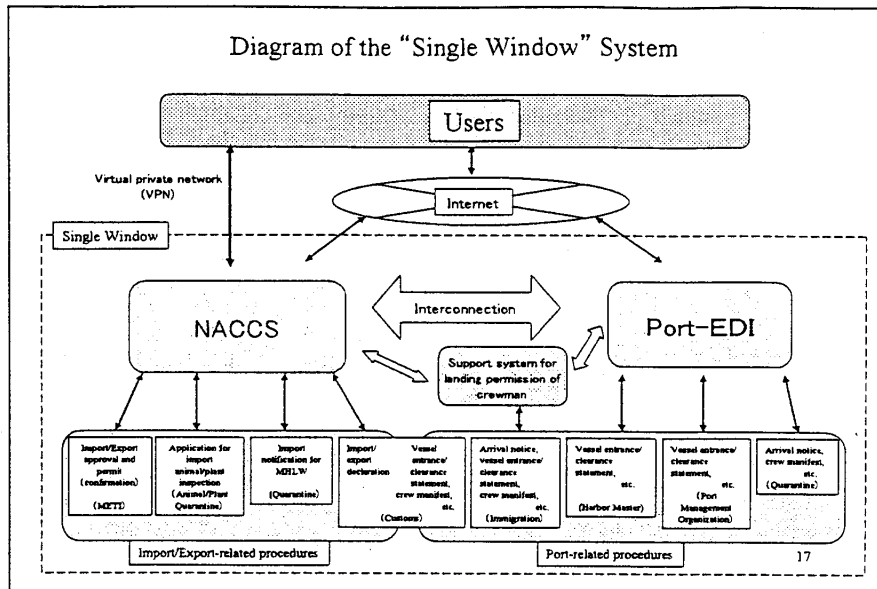 Diagram of the “Single Window” System
Users
Virtual private network
(VPN)
Internet
Single Window
NACCS
Interconnection
Port-EDI
Support system for
landing permission of
crewman
Import/Export
approval and
permit
(confirmation)
(METI)
Application for
import
animal/plant
inspection
(Animal/Plant
Quarantine)
Import
notification for
MHLW
(Quarantine)
Import/
export
declaration
Vessel
entrance/
clearance
statement,
crew manifest,
etc.
(Customs)
Arrival notice,
vessel entrance/
clearance
statement,
crew manifest,
etc.
(Immigration)
Vessel entrance/
clearance
statement,
etc.
(Harbor Master)
Vessel entrance/
clearance
statement,
etc.
(Port
Management
Organization)
Arrival notice,
crew manifest,
etc.
(Quarantine)
Import/Export-related procedures
Port-related procedures
17